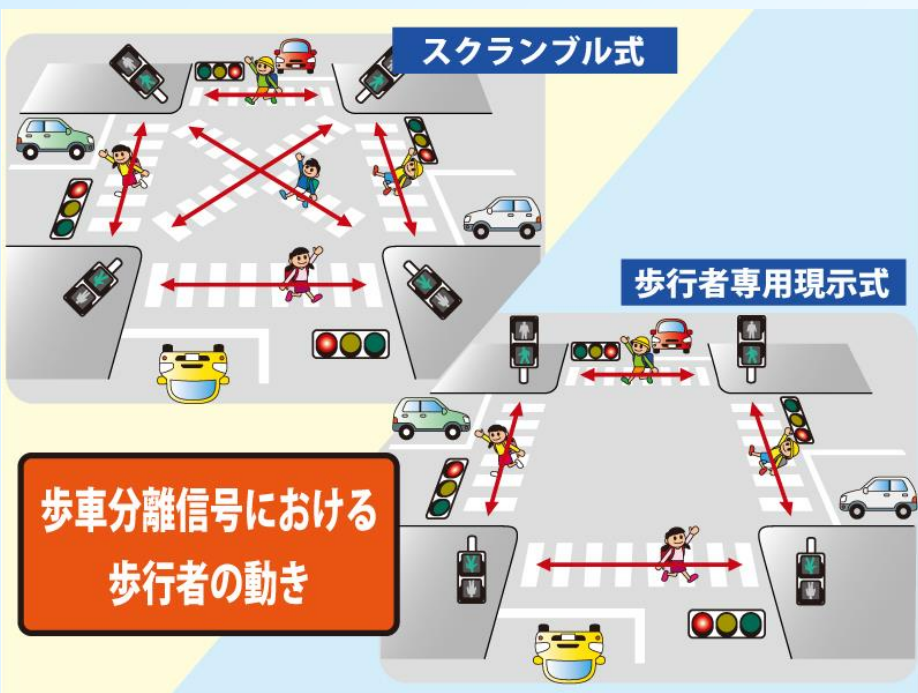 スクランブル式
歩行者専用現示式
歩車分離信号における
歩行者の動き